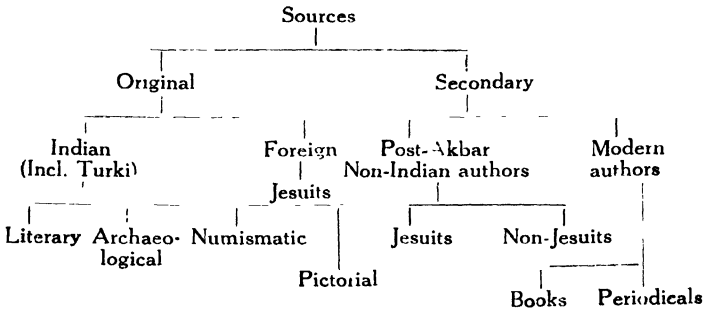 Sources
Original Secondary
Indian Foreign Post-Akbar Modern
(Incl. Turki) Non-Indian authors authors
Jesuits
Literary Archaeo- Numismatic Jesuits Non-Jesuits
logical
Pictorial
Books Periodicals